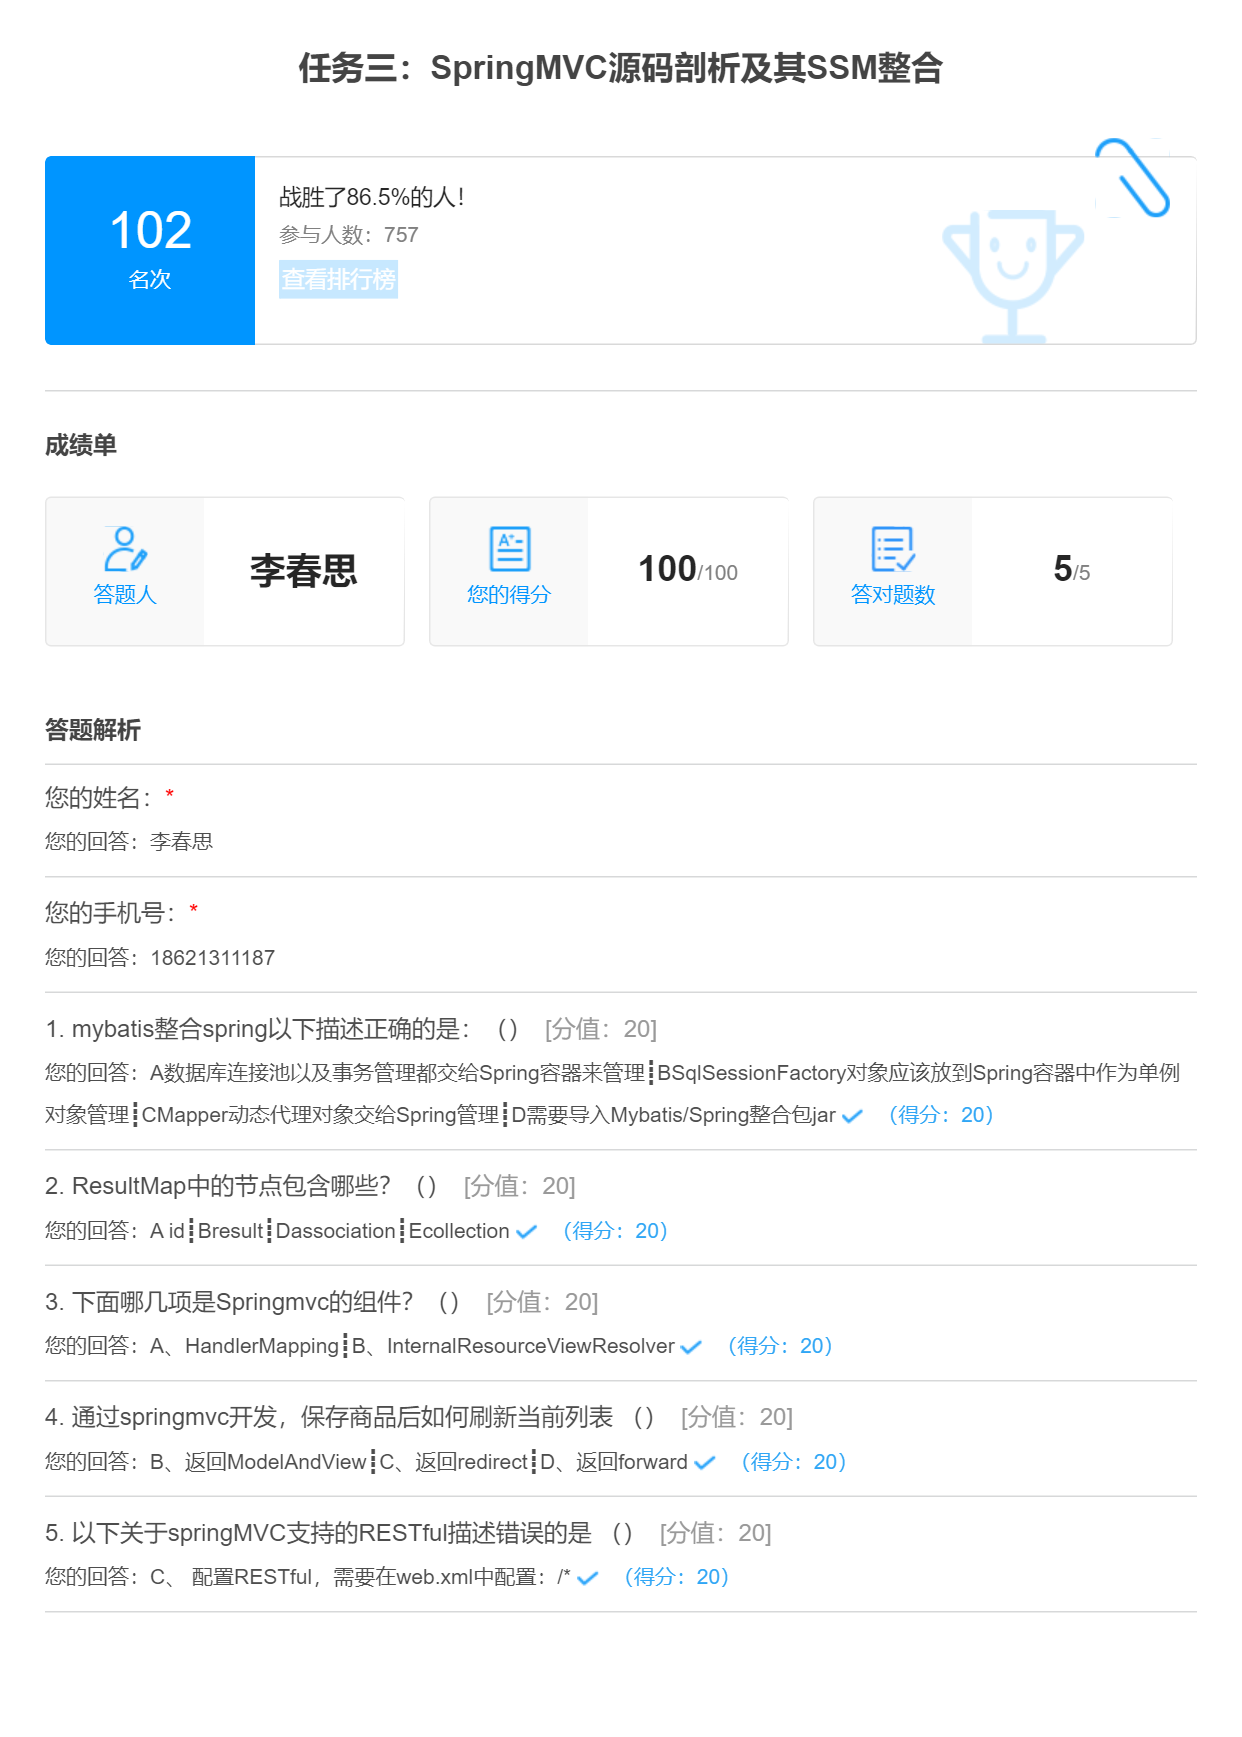 任务三：SpringMVC源码剖析及其SSM整合
102
名次
战胜了86.5%的人！
参与人数：757
查看排行榜
成绩单
答题人
李春思
您的得分
100/100
答对题数
5/5
答题解析
您的姓名：*
您的回答：李春思
您的手机号：*
您的回答：18621311187
1. mybatis整合spring以下描述正确的是：（） [分值：20]
您的回答：A数据库连接池以及事务管理都交给Spring容器来管理┋BSqlSessionFactory对象应该放到Spring容器中作为单例
对象管理┋CMapper动态代理对象交给Spring管理┋D需要导入Mybatis/Spring整合包jar （得分：20）
2. ResultMap中的节点包含哪些？（） [分值：20]
您的回答：A id┋Bresult┋Dassociation┋Ecollection （得分：20）
3. 下面哪几项是Springmvc的组件？（） [分值：20]
您的回答：A、HandlerMapping┋B、InternalResourceViewResolver （得分：20）
4. 通过springmvc开发，保存商品后如何刷新当前列表 （） [分值：20]
您的回答：B、返回ModelAndView┋C、返回redirect┋D、返回forward （得分：20）
5. 以下关于springMVC支持的RESTful描述错误的是 （） [分值：20]
您的回答：C、 配置RESTful，需要在web.xml中配置：/* （得分：20）